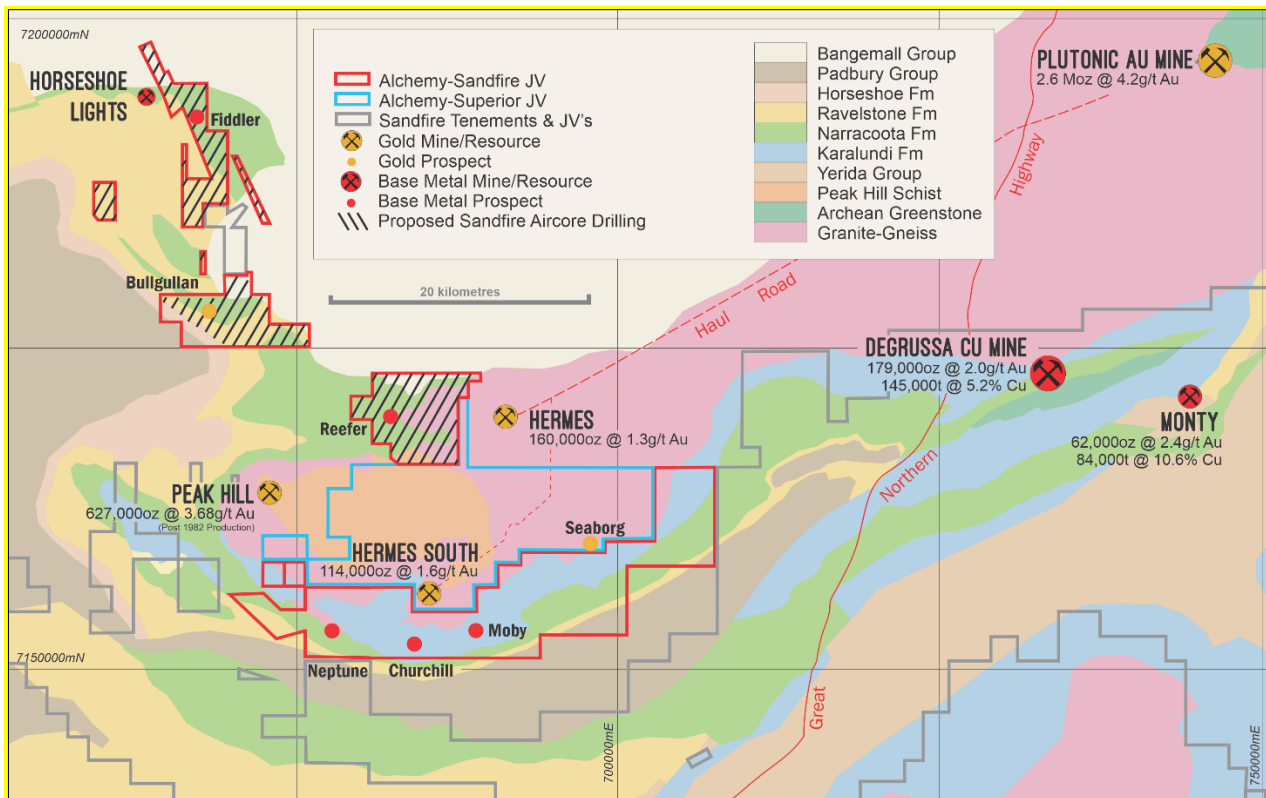 7200000mN
HORSESHOE
LIGHTS
Fiddler
Bullgullan
Alchemy-Sandfire JV
Alchemy-Superior JV
Sandfire Tenements & JV's
Gold Mine/Resource
Gold Prospect
Base Metal Mine/Resource
Base Metal Prospect
Proposed Sandfire Aircore Drilling
20 kilometres
Bangemall Group
Padbury Group
Horseshoe Fm
Ravelstone Fm
Narracoota Fm
Karalundi Fm
Yerida Group
Peak Hill Schist
Archean Greenstone
Granite-Gneiss
PLUTONIC AU MINE
2.6 Moz @ 4.2g/t Au
Highway
Haul Road
DEGRUSSA CU MINE
179,000oz @ 2.0g/t Au
145,000t @ 5.2% Cu
MONTY
62,000oz @ 2.4g/t Au
84,000t @ 10.6% Cu
Reefer
HERMES
160,000oz @ 1.3g/t Au
PEAK HILL
627,000oz @ 3.68g/t Au
(Post 1982 Production)
Northern
Seaborg
HERMES SOUTH
114,000oz @ 1.6g/t Au
Moby
Neptune
Churchill
7150000mN
Great
700000mE
750000mE